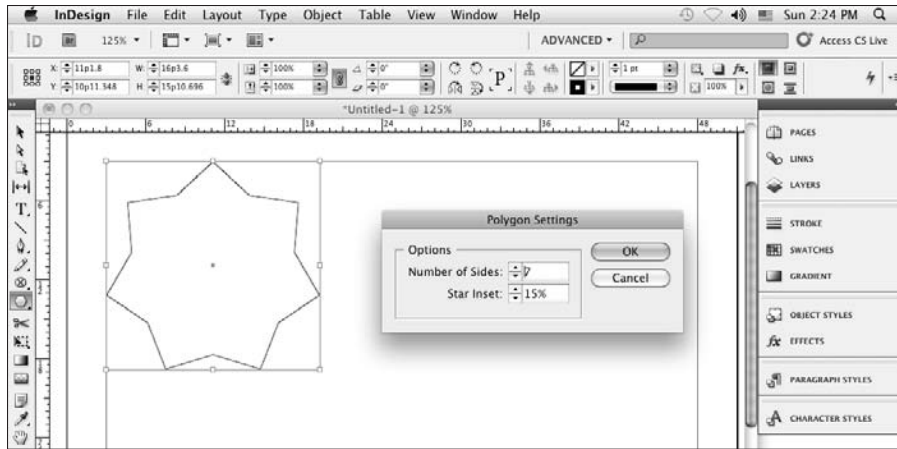 InDesign File Edit Layout Type Object Table View Window Help Sun 2:24 PM
ID Br 125% ADVANCED Access CS Live
X: 11p1.8 W: 16p3.6 100% 0° 1 pt
Y: 10p11.348 H: 15p10.696 100% 0° P 100%
*Untitled-1 @ 125%
0 6 12 18 24 30 36 42 48
PAGES
LINKS
LAYERS
STROKE
SWATCHES
GRADIENT
OBJECT STYLES
fx EFFECTS
PARAGRAPH STYLES
CHARACTER STYLES
Polygon Settings
Options
Number of Sides: 7
Star Inset: 15%
OK
Cancel